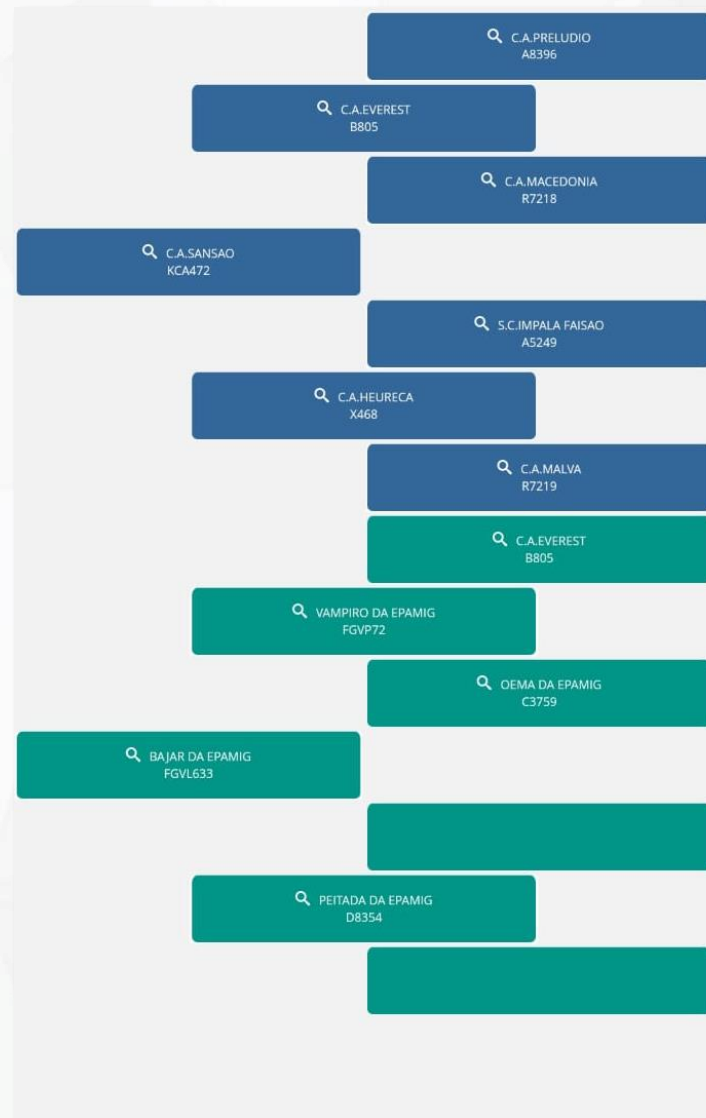 C.A.PRELUDIO
A8396
C.A.EVEREST
B805
C.A.MACEDONIA
R7218
C.A.SANSAO
KCA472
S.C.IMPALA FAISAO
A5249
C.A.HEURECA
X468
C.A.MALVA
R7219
C.A.EVEREST
B805
VAMPIRO DA EPAMIG
FGVP72
OEMA DA EPAMIG
C3759
BAJAR DA EPAMIG
FGVL633
PEITADA DA EPAMIG
D8354